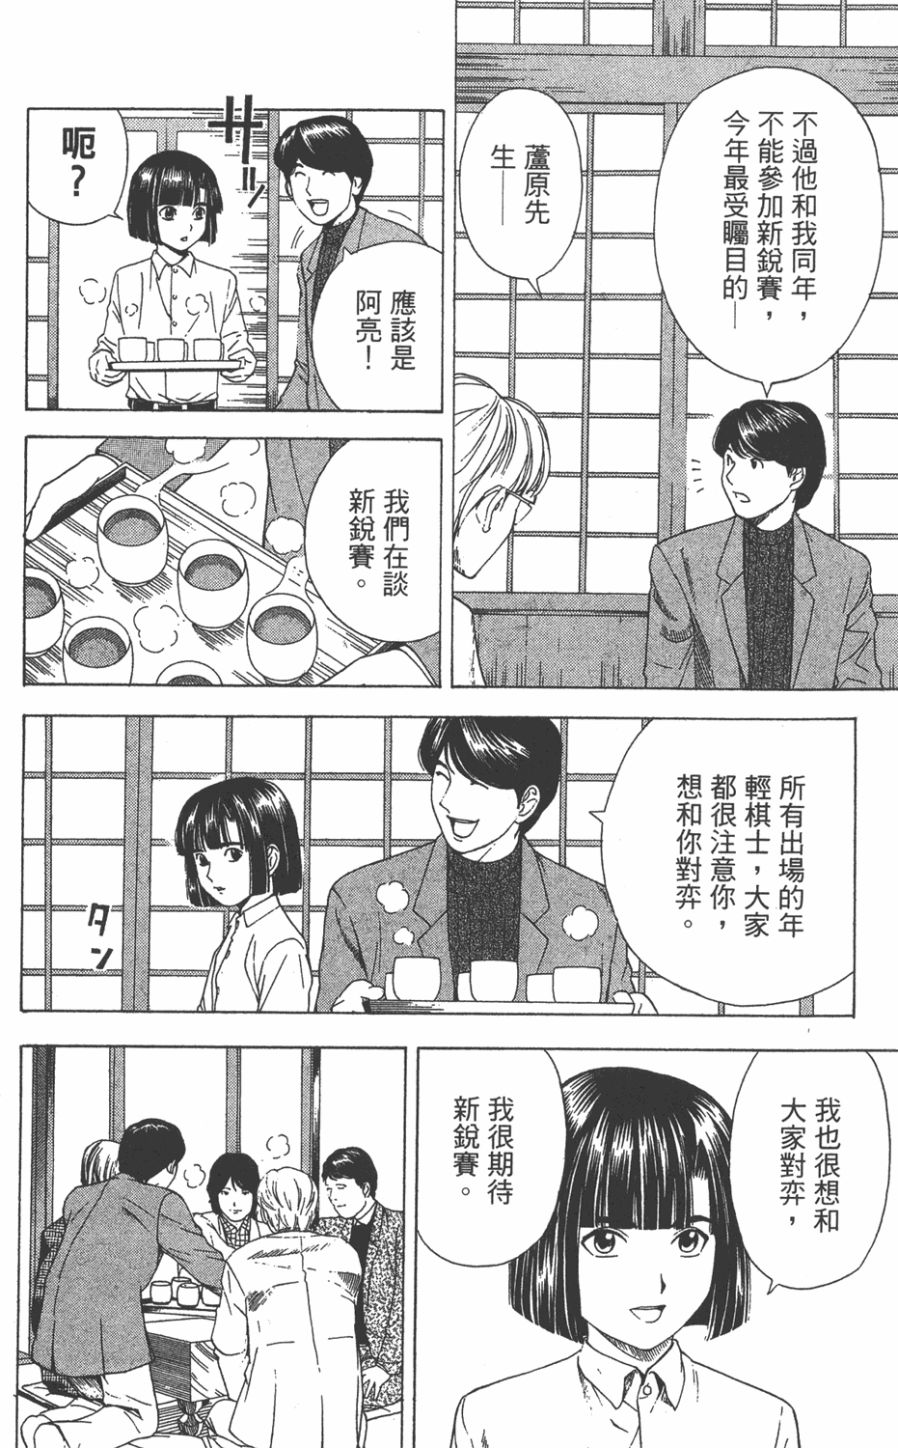 不過他和我同年，
不能參加新銳賽，
今年最受矚目的—
蘆原先
生—
ガラッ
呃？
應該是
阿亮！
我們在談
新銳賽。
所有出場的年
輕棋士，大家
都很注意你，
想和你對弈。
タン
我也很想和
大家對弈，
我很期待
新銳賽。